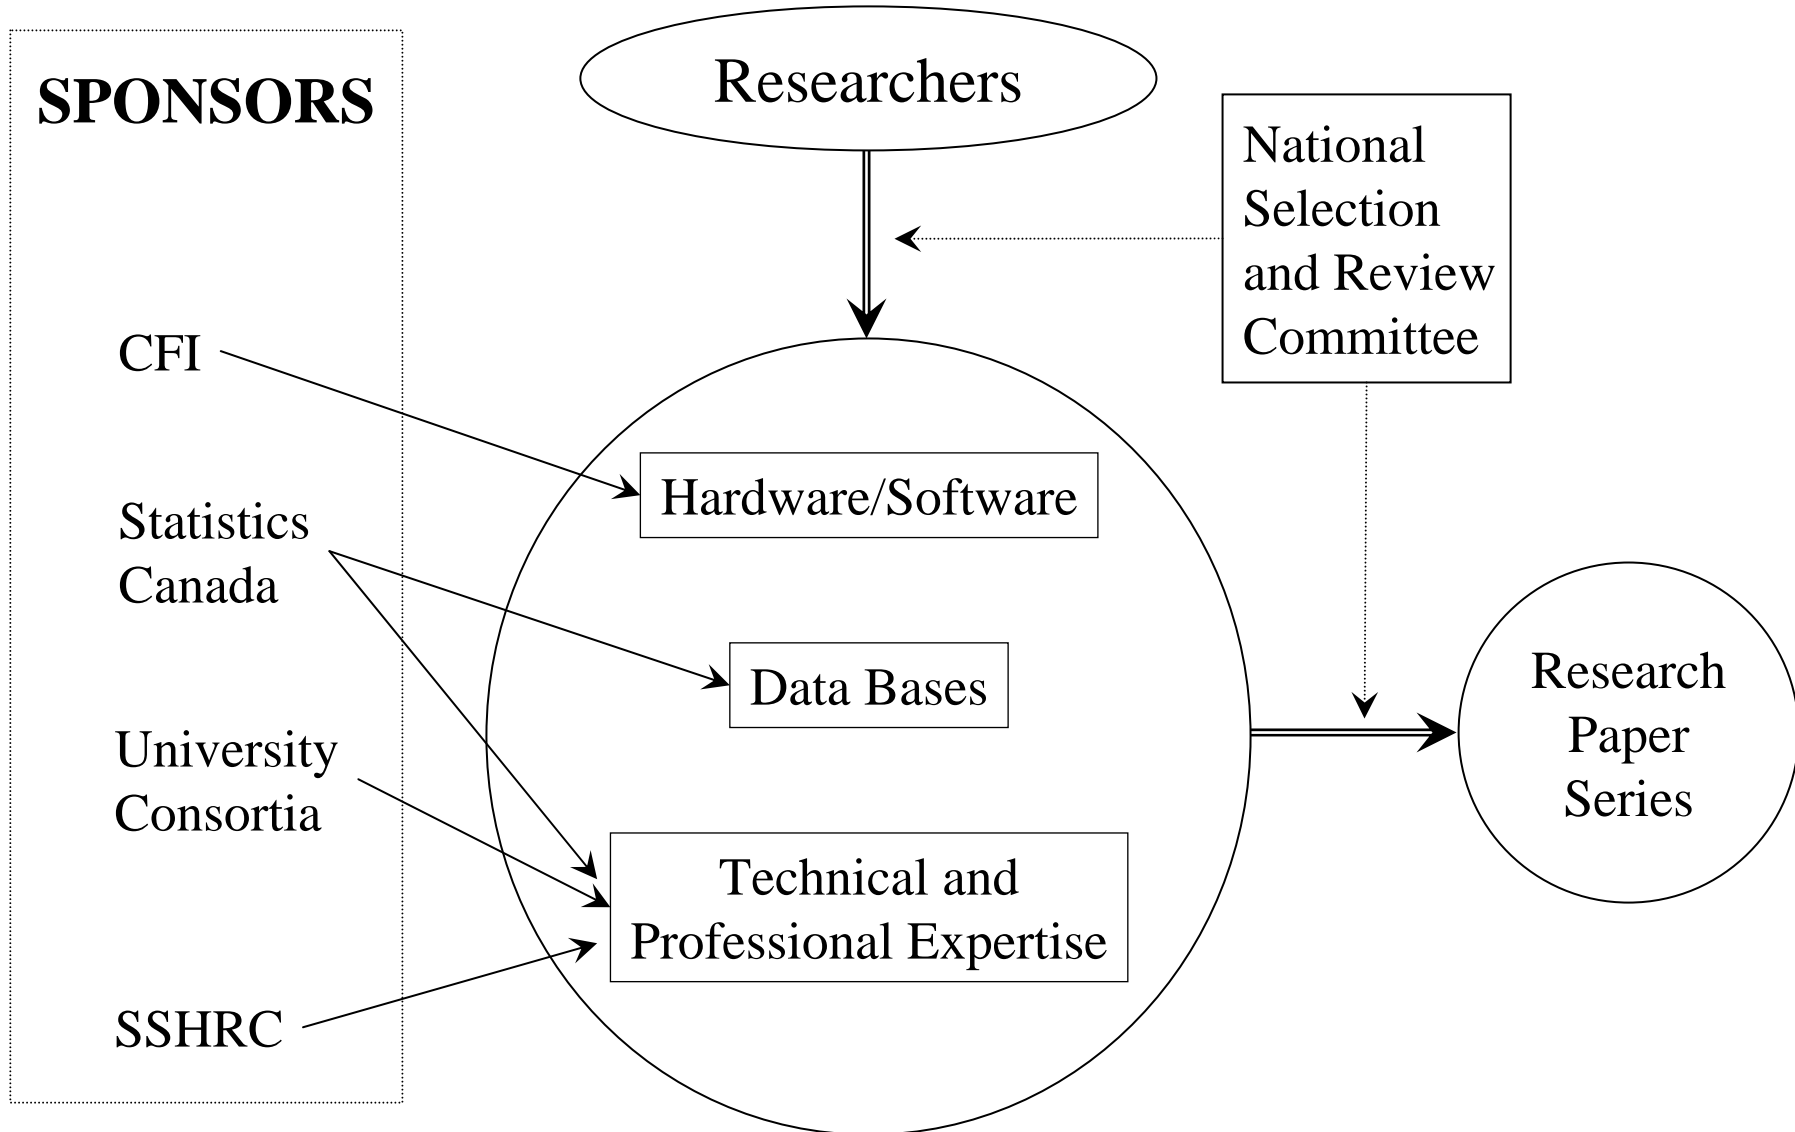 SPONSORS
CFI
Statistics
Canada
University
Consortia
SSHRC
Researchers
Hardware/Software
Data Bases
Technical and
Professional Expertise
National
Selection
and Review
Committee
Research
Paper
Series